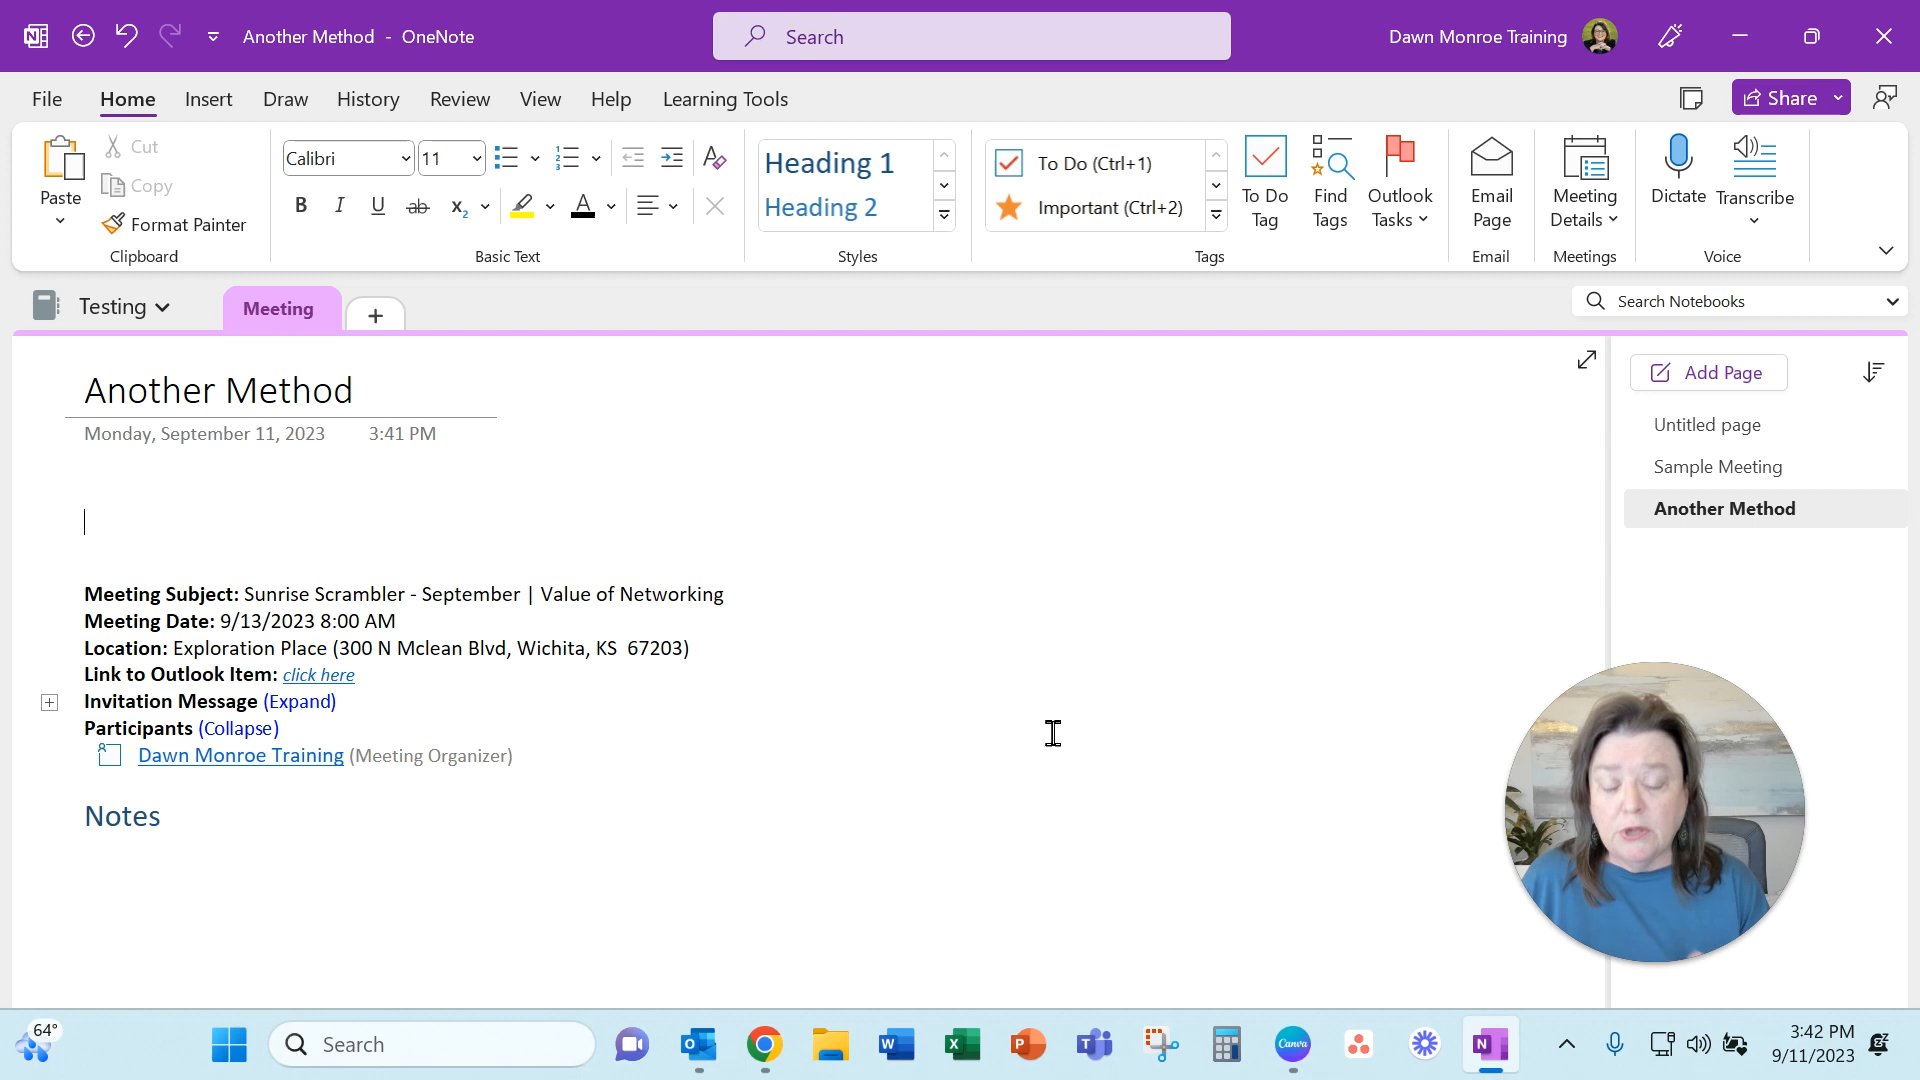 Another Method - OneNote
Search
Dawn Monroe Training
File Home Insert Draw History Review View Help Learning Tools
Share
Paste
Cut
Copy
Format Painter
Clipboard
Calibri 11
Basic Text
Heading 1
Heading 2
Styles
To Do (Ctrl+1)
Important (Ctrl+2)
To Do Tag
Find Tags
Outlook Tasks
Tags
Email Page
Email
Meeting Details
Meetings
Dictate
Transcribe
Voice
Testing
Meeting
+
Search Notebooks
Another Method
Monday, September 11, 2023 3:41 PM
Meeting Subject: Sunrise Scrambler - September | Value of Networking
Meeting Date: 9/13/2023 8:00 AM
Location: Exploration Place (300 N Mclean Blvd, Wichita, KS 67203)
Link to Outlook Item: click here
Invitation Message (Expand)
Participants (Collapse)
Dawn Monroe Training (Meeting Organizer)
Notes
Add Page
Untitled page
Sample Meeting
Another Method
64°
Search
Canva
3:42 PM
9/11/2023